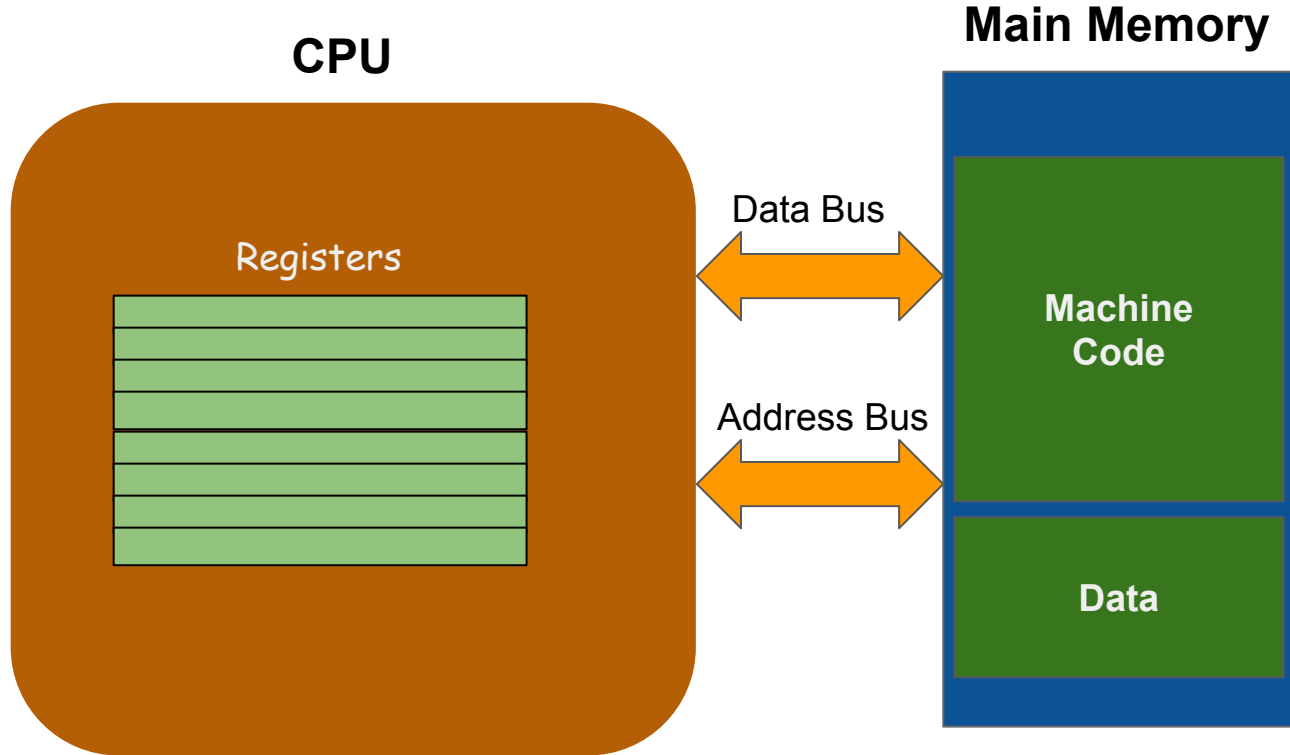 Main Memory
CPU
Data Bus
Registers
Machine
Code
Address Bus
Data